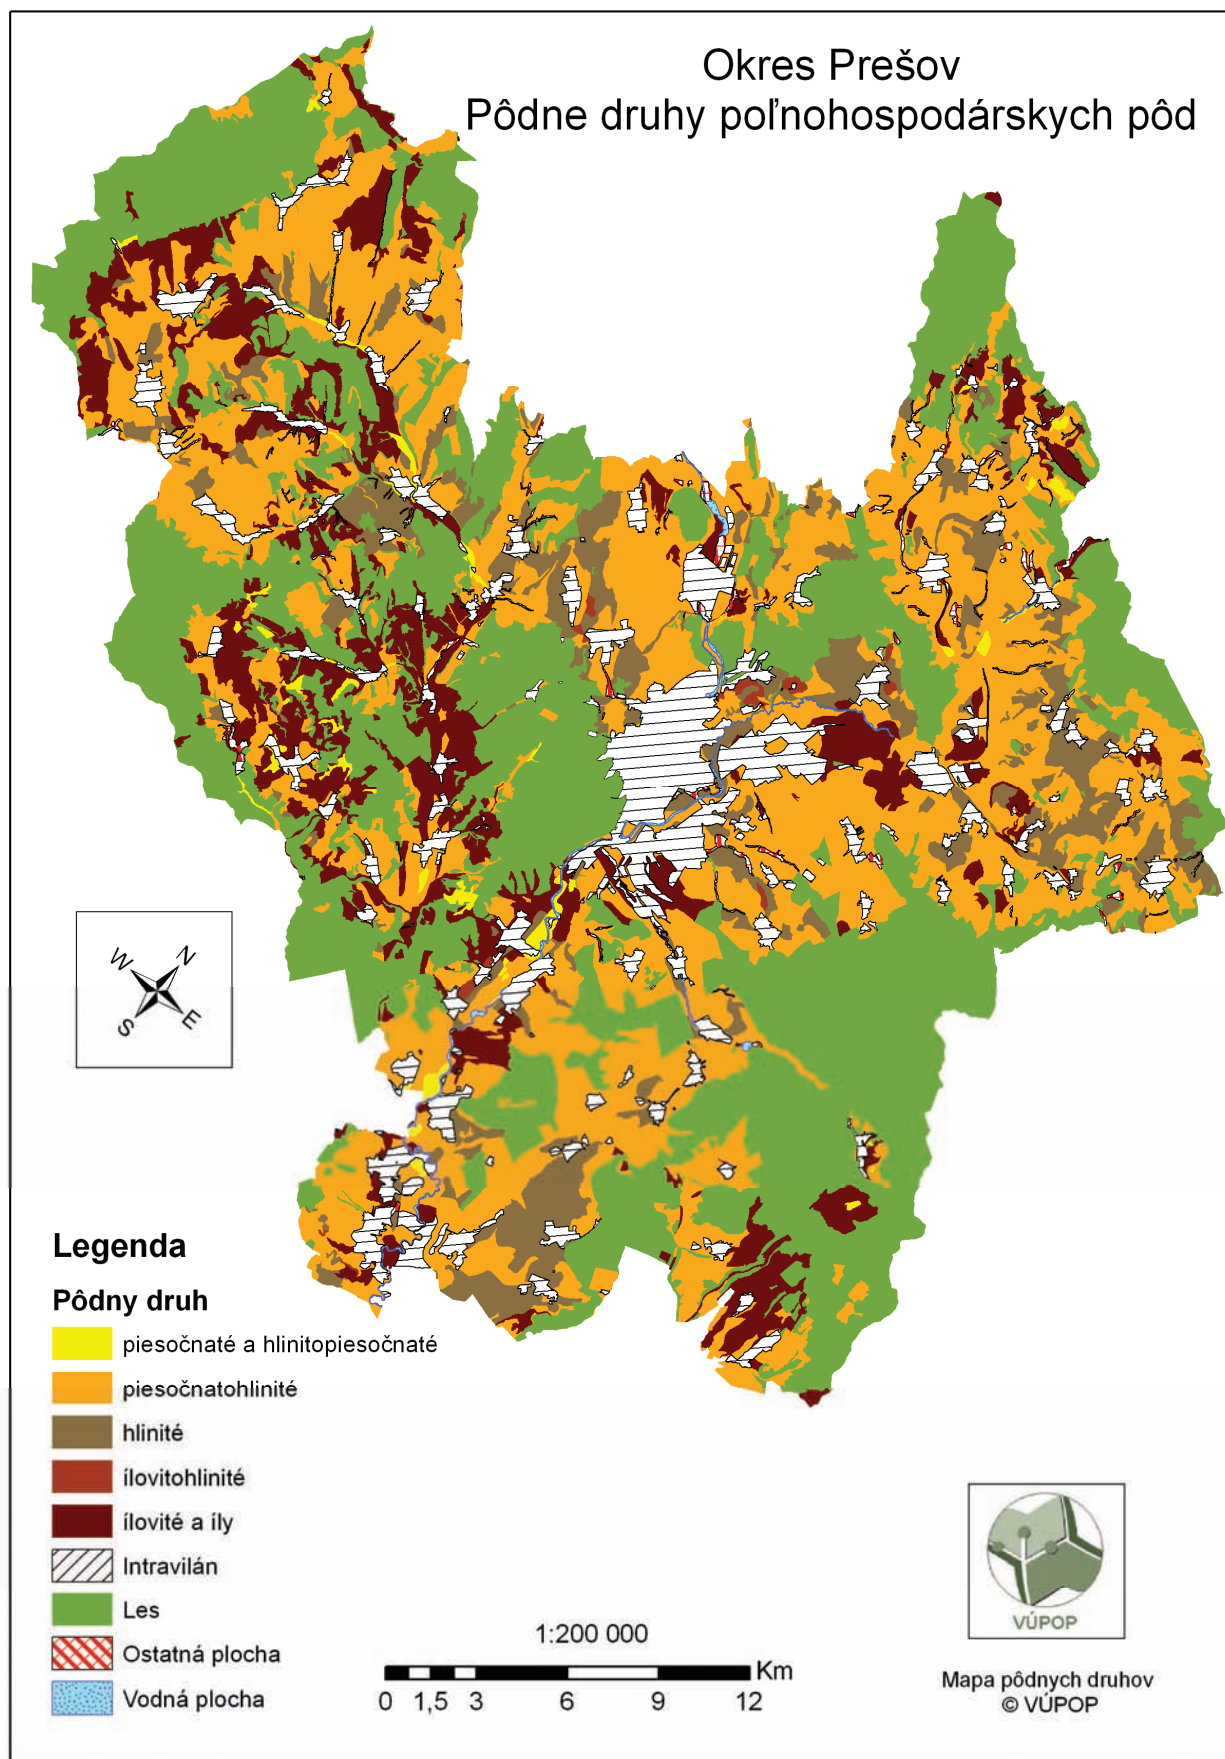 Okres Prešov
Pôdne druhy poľnohospodárskych pôd
W
N
S
E
Legenda
Pôdny druh
piesočnaté a hlinitopiesočnaté
piesočnatohlinité
hlinité
ílovitohlinité
ílovité a íly
Intravilán
Les
Ostatná plocha
Vodná plocha
1:200 000
Km
0 1,5 3 6 9 12
VÚPOP
Mapa pôdnych druhov
© VÚPOP